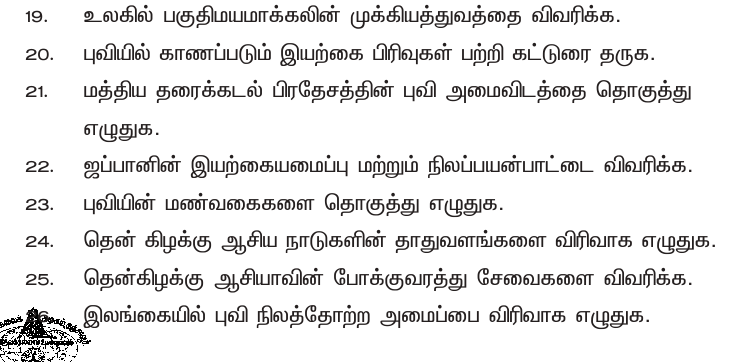 19. உலகில் பகுதிமயமாக்கலின் முக்கியத்துவத்தை விவரிக்க.
20. புவியில் காணப்படும் இயற்கை பிரிவுகள் பற்றி கட்டுரை தருக.
21. மத்திய தரைக்கடல் பிரதேசத்தின் புவி அமைவிடத்தை தொகுத்து
எழுதுக.
22. ஜப்பானின் இயற்கையமைப்பு மற்றும் நிலப்பயன்பாட்டை விவரிக்க.
23. புவியின் மண்வகைகளை தொகுத்து எழுதுக.
24. தென் கிழக்கு ஆசிய நாடுகளின் தாதுவளங்களை விரிவாக எழுதுக.
25. தென்கிழக்கு ஆசியாவின் போக்குவரத்து சேவைகளை விவரிக்க.
இலங்கையில் புவி நிலத்தோற்ற அமைப்பை விரிவாக எழுதுக.